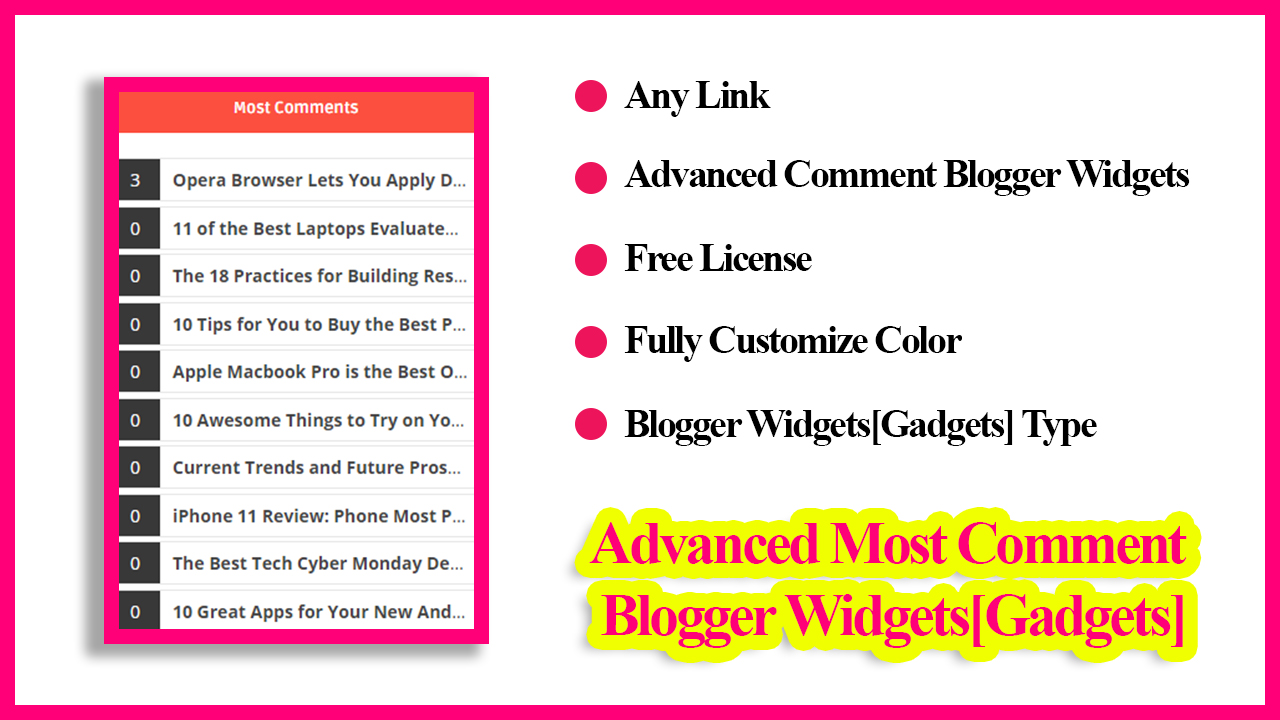 Most Comments
3 Opera Browser Lets You Apply D...
0 11 of the Best Laptops Evaluate...
0 The 18 Practices for Building Res...
0 10 Tips for You to Buy the Best P...
0 Apple Macbook Pro is the Best O...
0 10 Awesome Things to Try on Yo...
0 Current Trends and Future Pros...
0 iPhone 11 Review: Phone Most P...
0 The Best Tech Cyber Monday De...
0 10 Great Apps for Your New And...
Any Link
Advanced Comment Blogger Widgets
Free License
Fully Customize Color
Blogger Widgets[Gadgets] Type
Advanced Most Comment
Blogger Widgets[Gadgets]